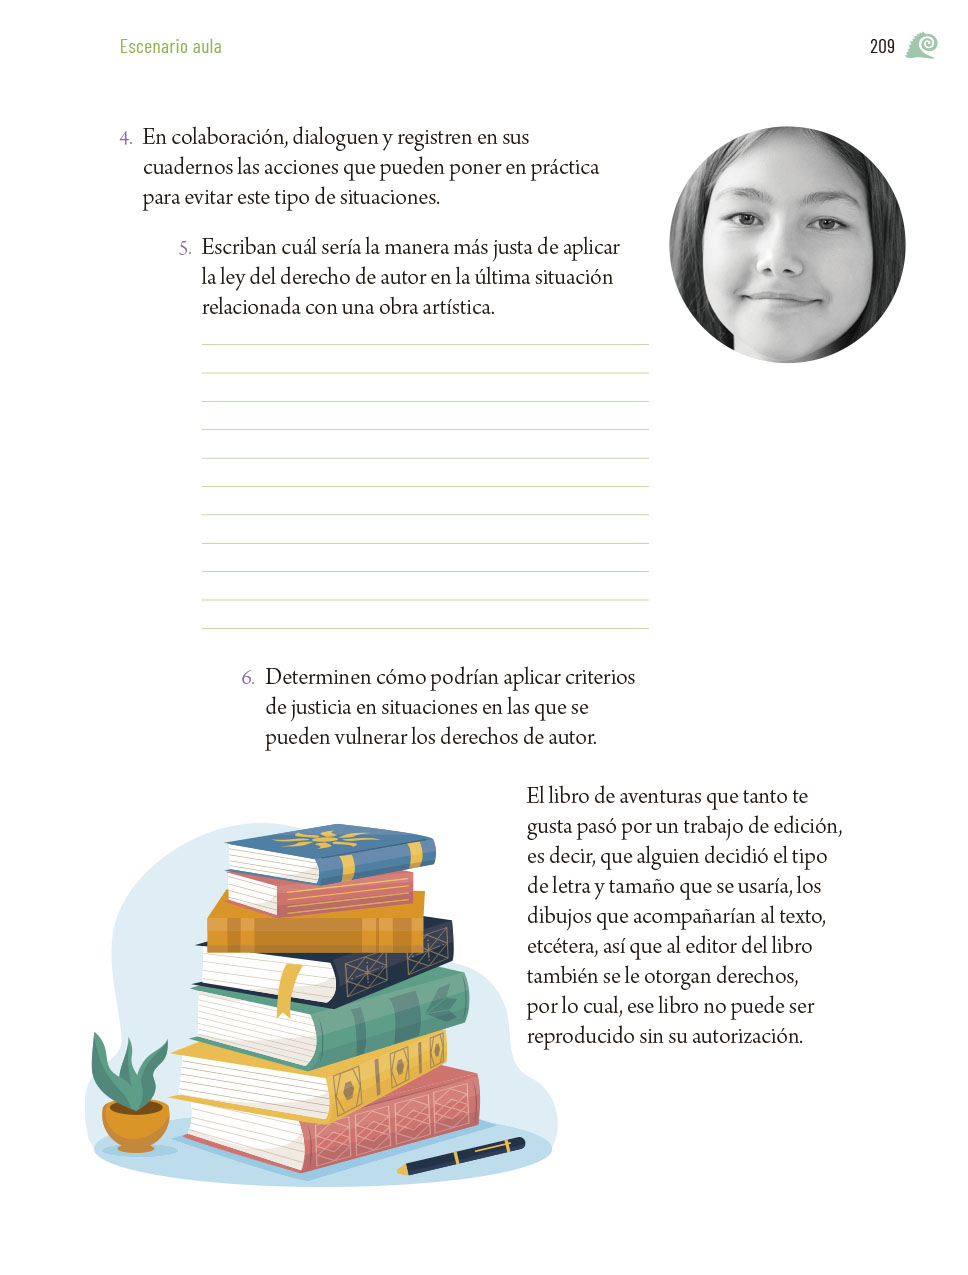 Escenario aula
209
4. En colaboración, dialoguen y registren en sus
cuadernos las acciones que pueden poner en práctica
para evitar este tipo de situaciones.
5. Escriban cuál sería la manera más justa de aplicar
la ley del derecho de autor en la última situación
relacionada con una obra artística.
6. Determinen cómo podrían aplicar criterios
de justicia en situaciones en las que se
pueden vulnerar los derechos de autor.
El libro de aventuras que tanto te
gusta pasó por un trabajo de edición,
es decir, que alguien decidió el tipo
de letra y tamaño que se usaría, los
dibujos que acompañarían al texto,
etcétera, así que al editor del libro
también se le otorgan derechos,
por lo cual, ese libro no puede ser
reproducido sin su autorización.